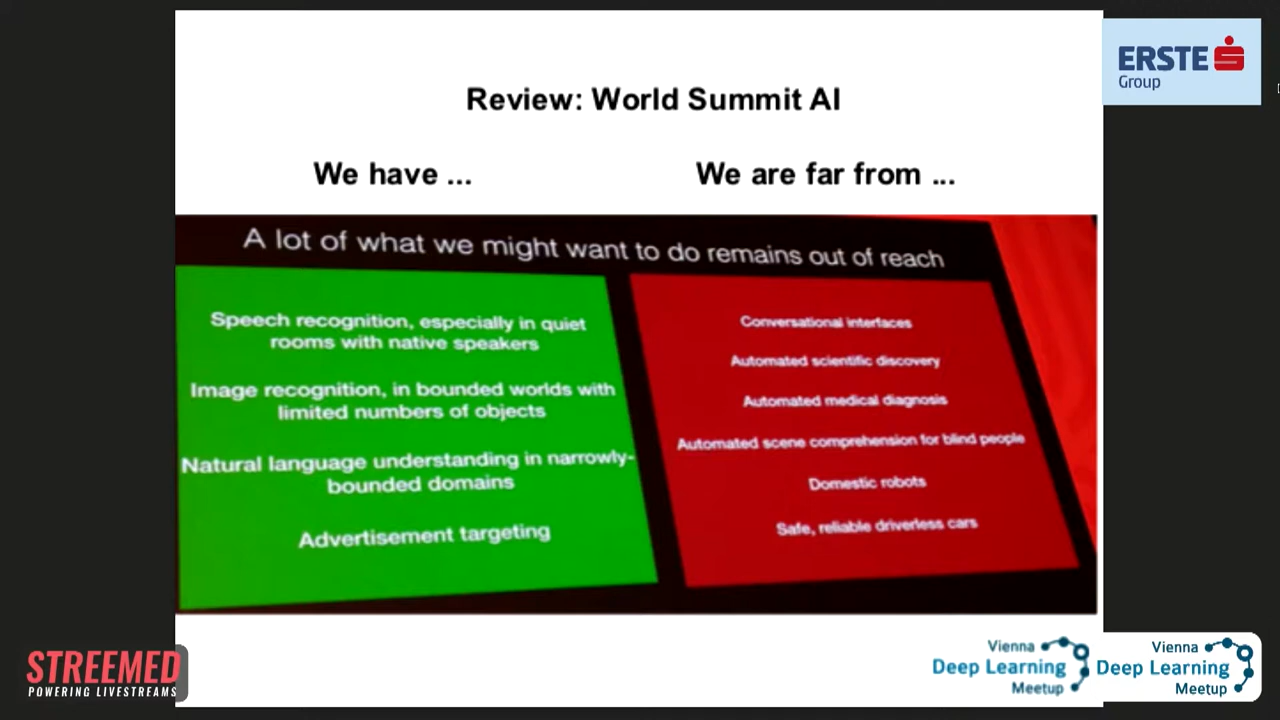 Review: World Summit AI
We have ...
We are far from ...
A lot of what we might want to do remains out of reach
Speech recognition, especially in quiet
rooms with native speakers
Image recognition, in bounded worlds with
limited numbers of objects
Natural language understanding in narrowly-
bounded domains
Advertisement targeting
Conversational interfaces
Automated scientific discovery
Automated medical diagnosis
Automated scene comprehension for blind people
Domestic robots
Safe, reliable driverless cars
ERSTE
Group
STREEMED
POWERING LIVESTREAMS
Vienna
Deep Learning
Meetup
Vienna
Deep Learning
Meetup